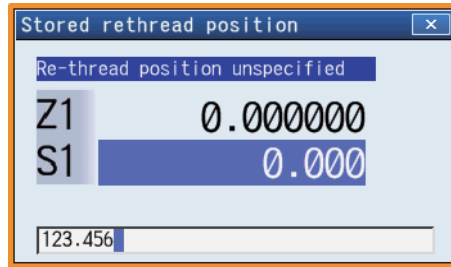 Stored rethread position ×
Re-thread position unspecified
Z1 0.000000
S1 0.000
123.456